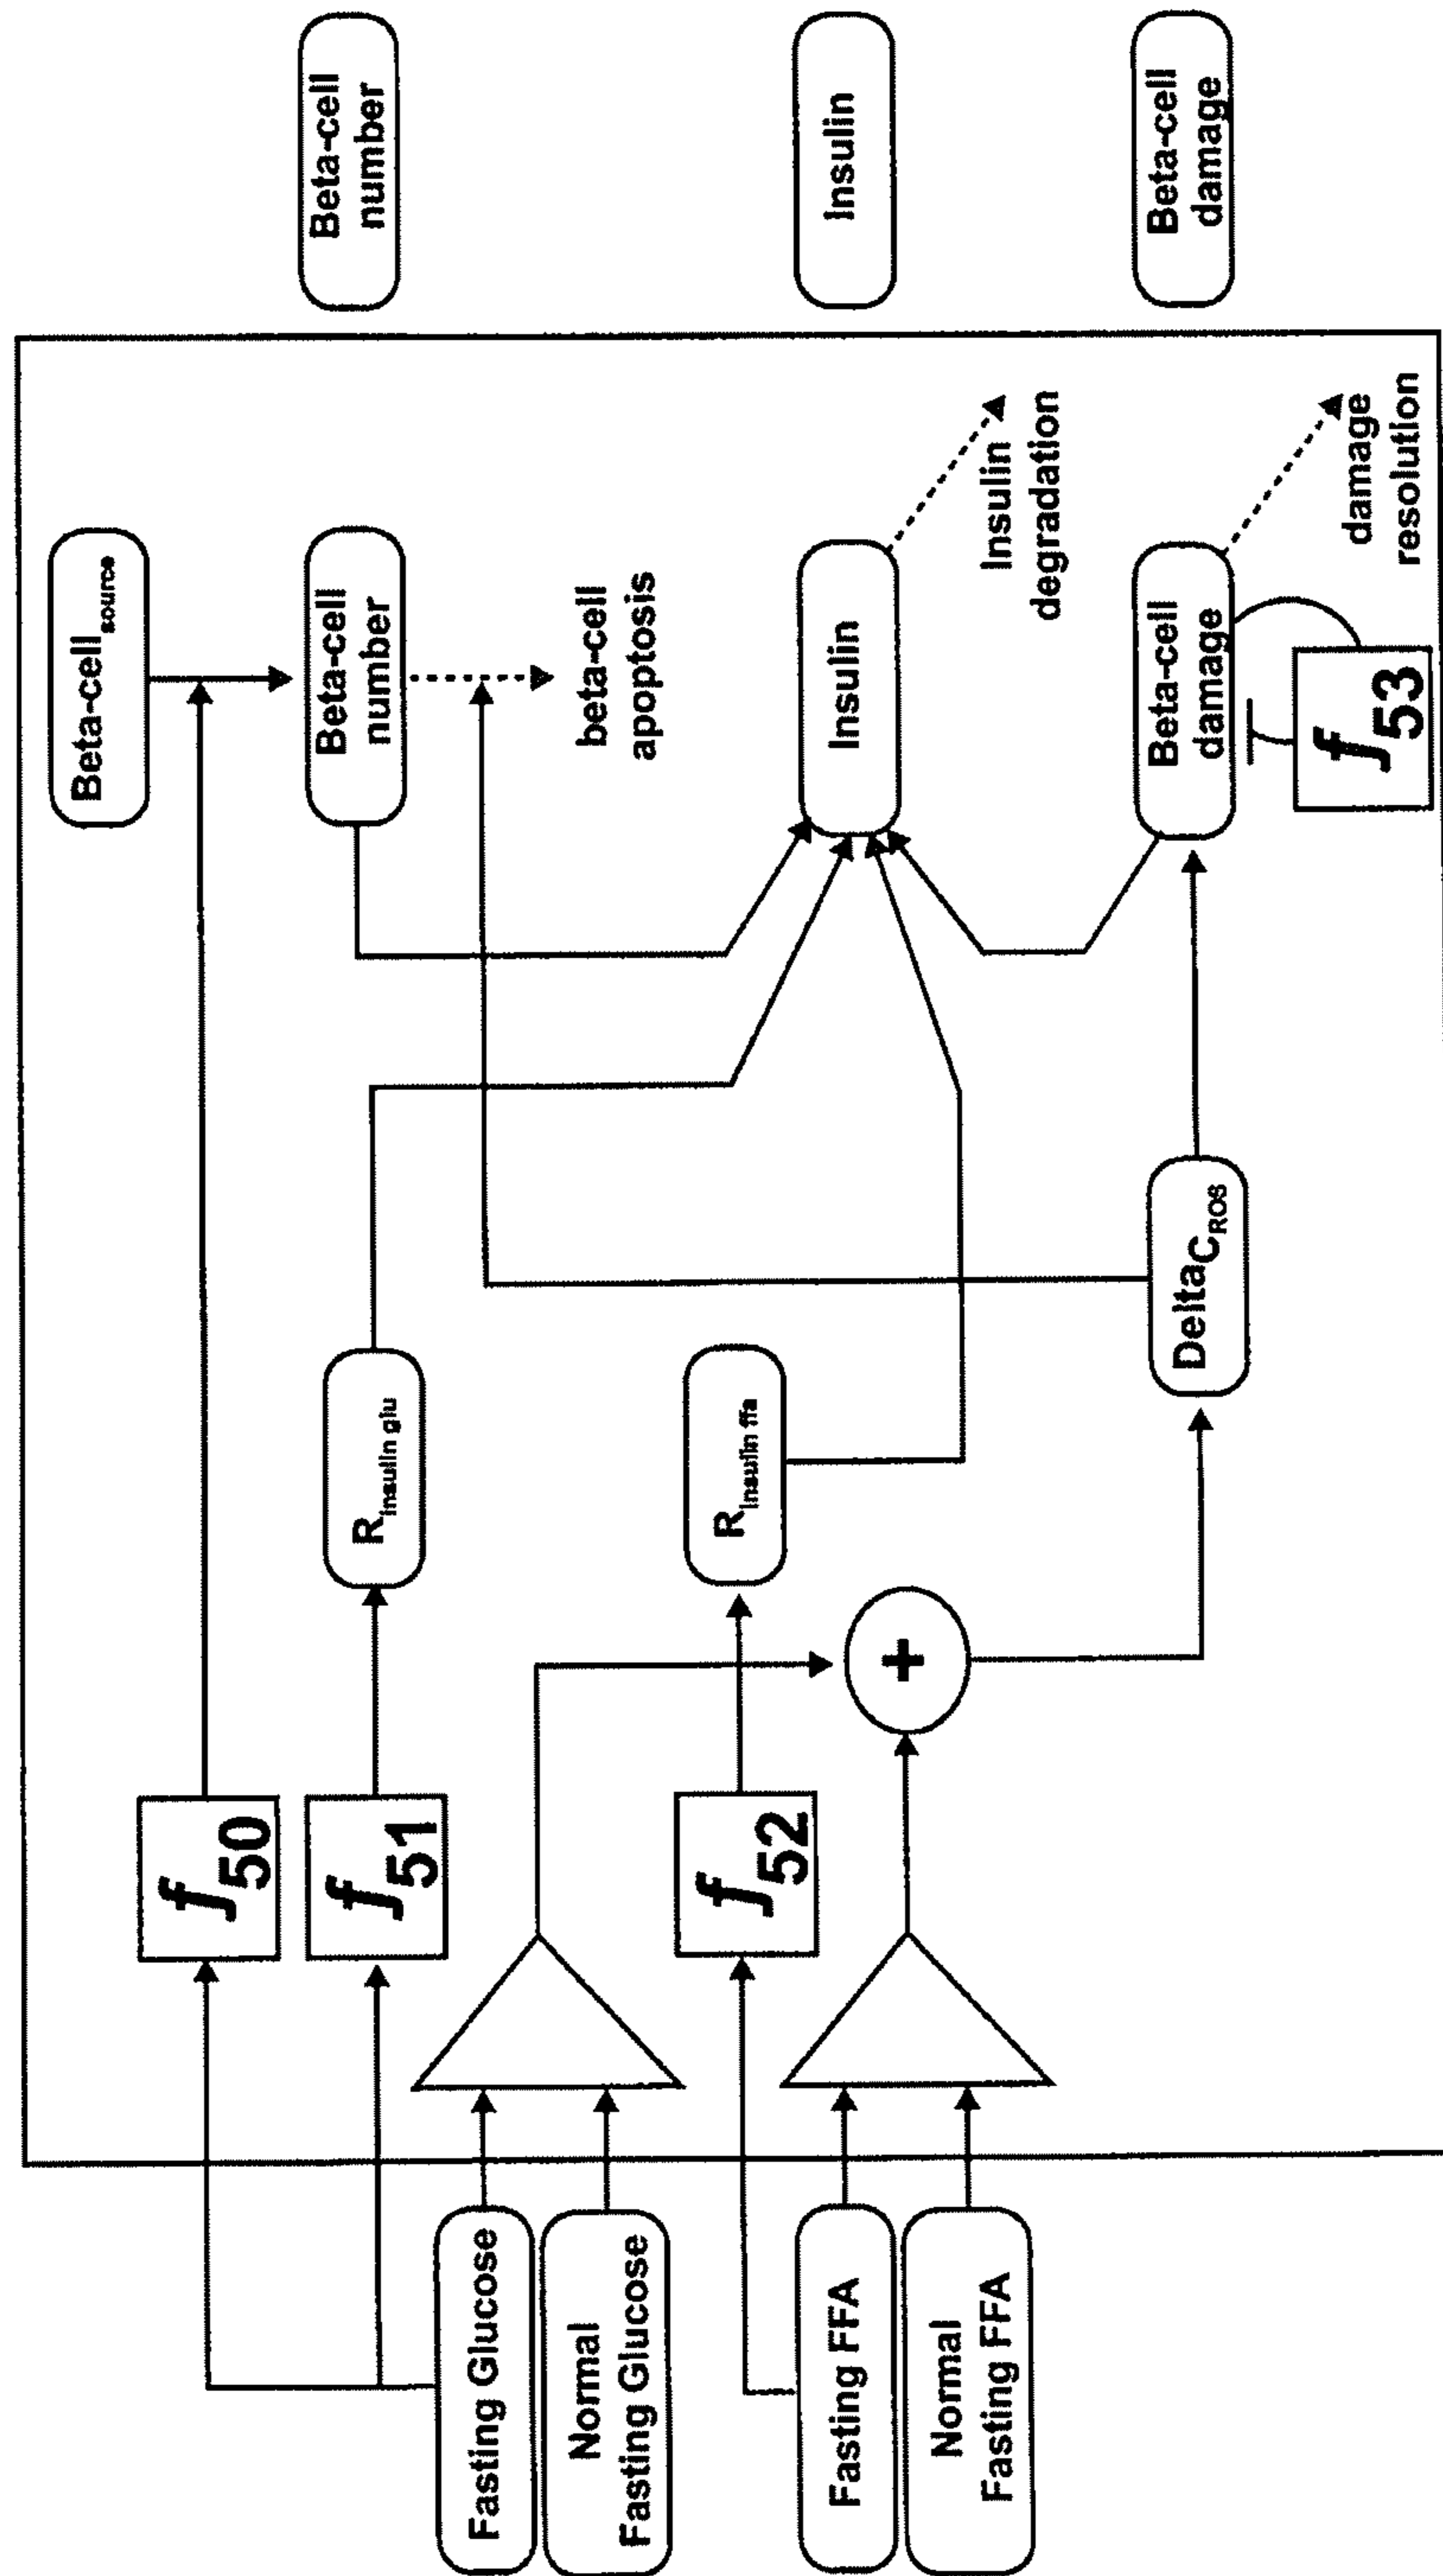 Fasting Glucose
Normal
Fasting Glucose
Fasting FFA
Normal
Fasting FFA
f50
f51
f52
+
Rinsulin glu
Rinsulin ffa
DeltaCROS
Beta-cellsource
Beta-cell
number
beta-cell
apoptosis
Insulin
Insulin
degradation
Beta-cell
damage
damage
resolution
f53
Beta-cell
number
Insulin
Beta-cell
damage